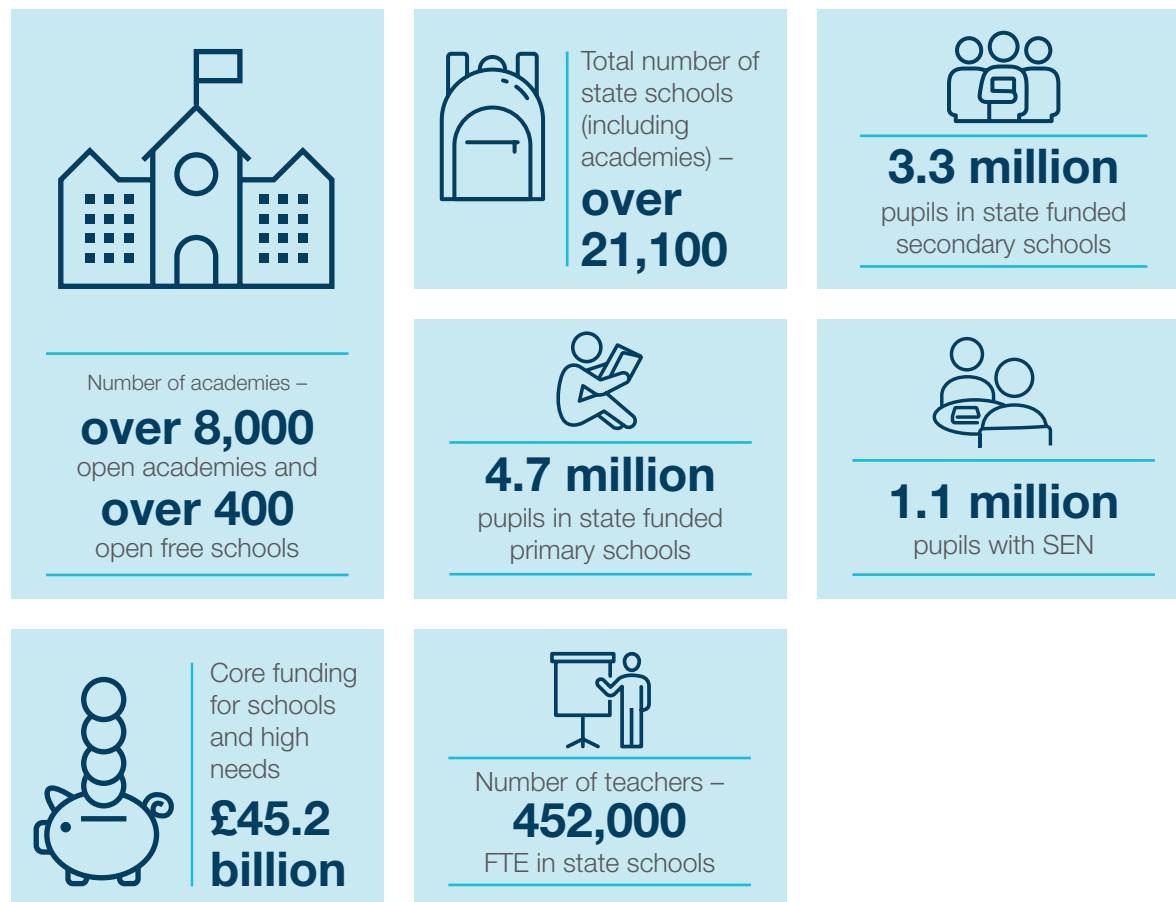 Number of academies –
over 8,000
open academies and
over 400
open free schools
Total number of
state schools
(including
academies) –
over
21,100
3.3 million
pupils in state funded
secondary schools
4.7 million
pupils in state funded
primary schools
1.1 million
pupils with SEN
Core funding
for schools
and high
needs
£45.2
billion
Number of teachers –
452,000
FTE in state schools